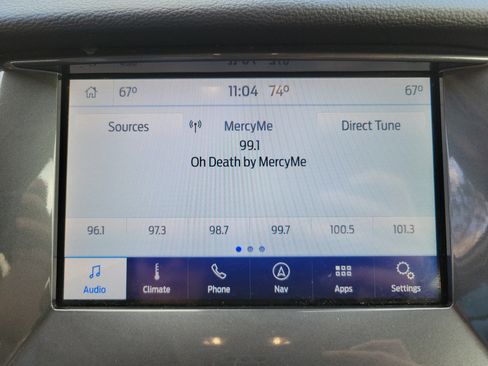 67° 11:04 74° 67°
Sources MercyMe Direct Tune
99.1
Oh Death by MercyMe
96.1 97.3 98.7 99.7 100.5 101.3
Audio Climate Phone Nav Apps Settings